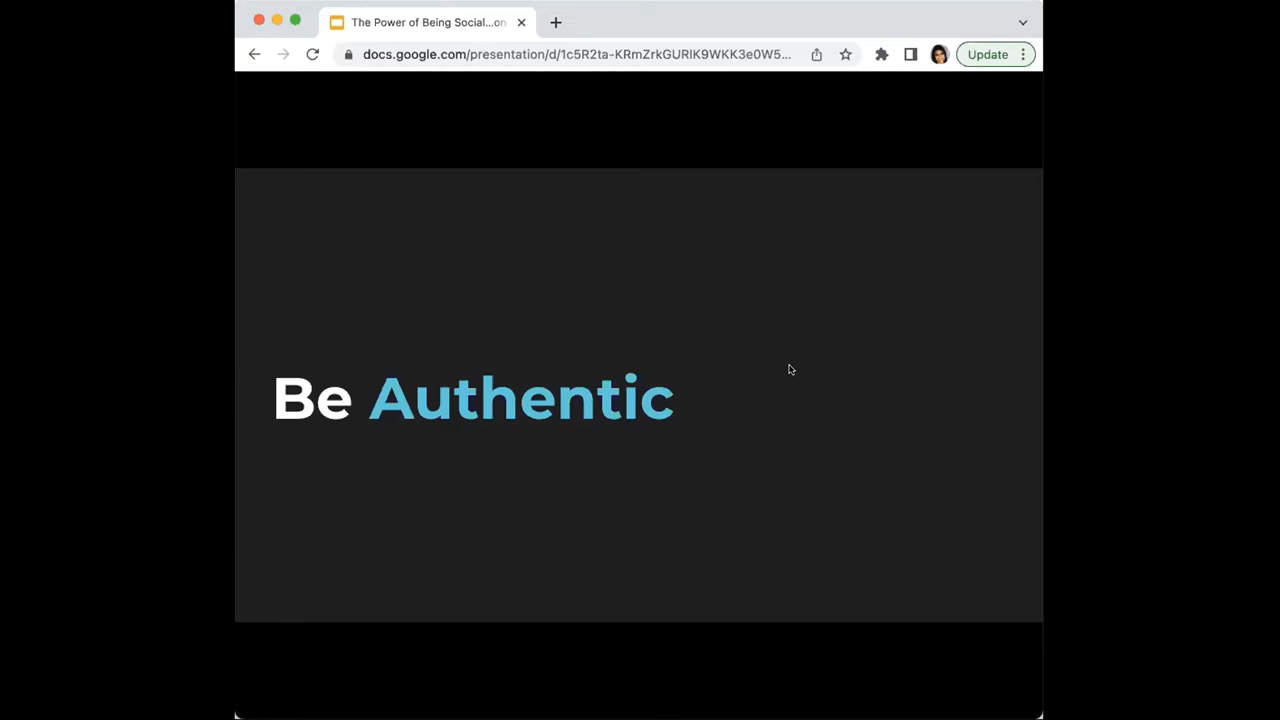 The Power of Being Social...on
docs.google.com/presentation/d/1c5R2ta-KRmZrkGURlK9WKK3e0W5...
Update
Be Authentic